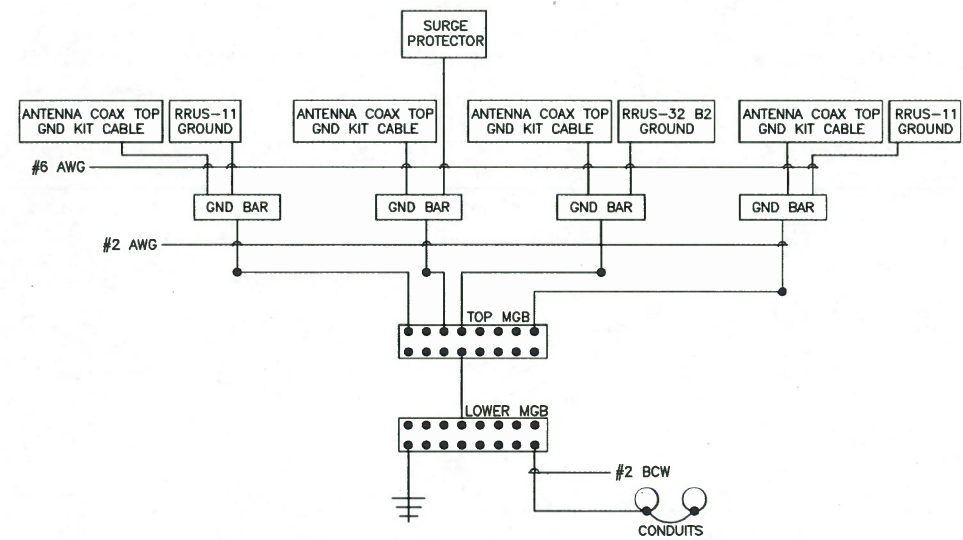 SURGE
PROTECTOR
ANTENNA COAX TOP
GND KIT CABLE
RRUS-11
GROUND
ANTENNA COAX TOP
GND KIT CABLE
ANTENNA COAX TOP
GND KIT CABLE
RRUS-32 B2
GROUND
ANTENNA COAX TOP
GND KIT CABLE
RRUS-11
GROUND
#6 AWG
GND BAR
GND BAR
GND BAR
GND BAR
#2 AWG
TOP MGB
LOWER MGB
#2 BCW
CONDUITS